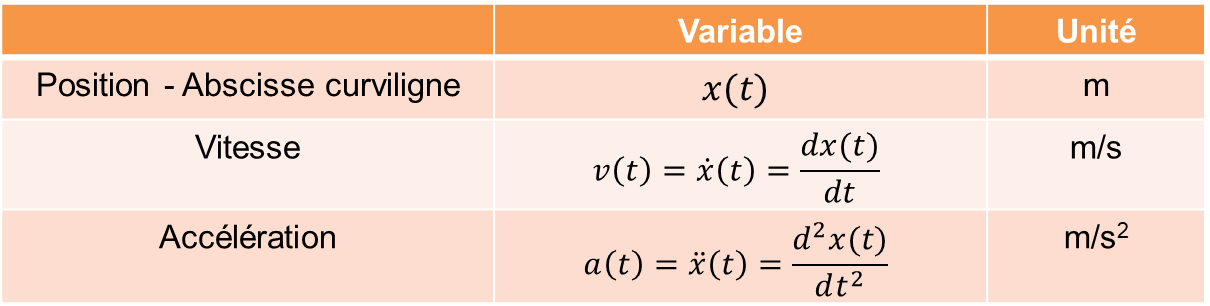 Variable Unité
Position - Abscisse curviligne x(t) m
Vitesse v(t) = ẋ(t) = dx(t)/dt m/s
Accélération a(t) = ẍ(t) = d²x(t)/dt² m/s²